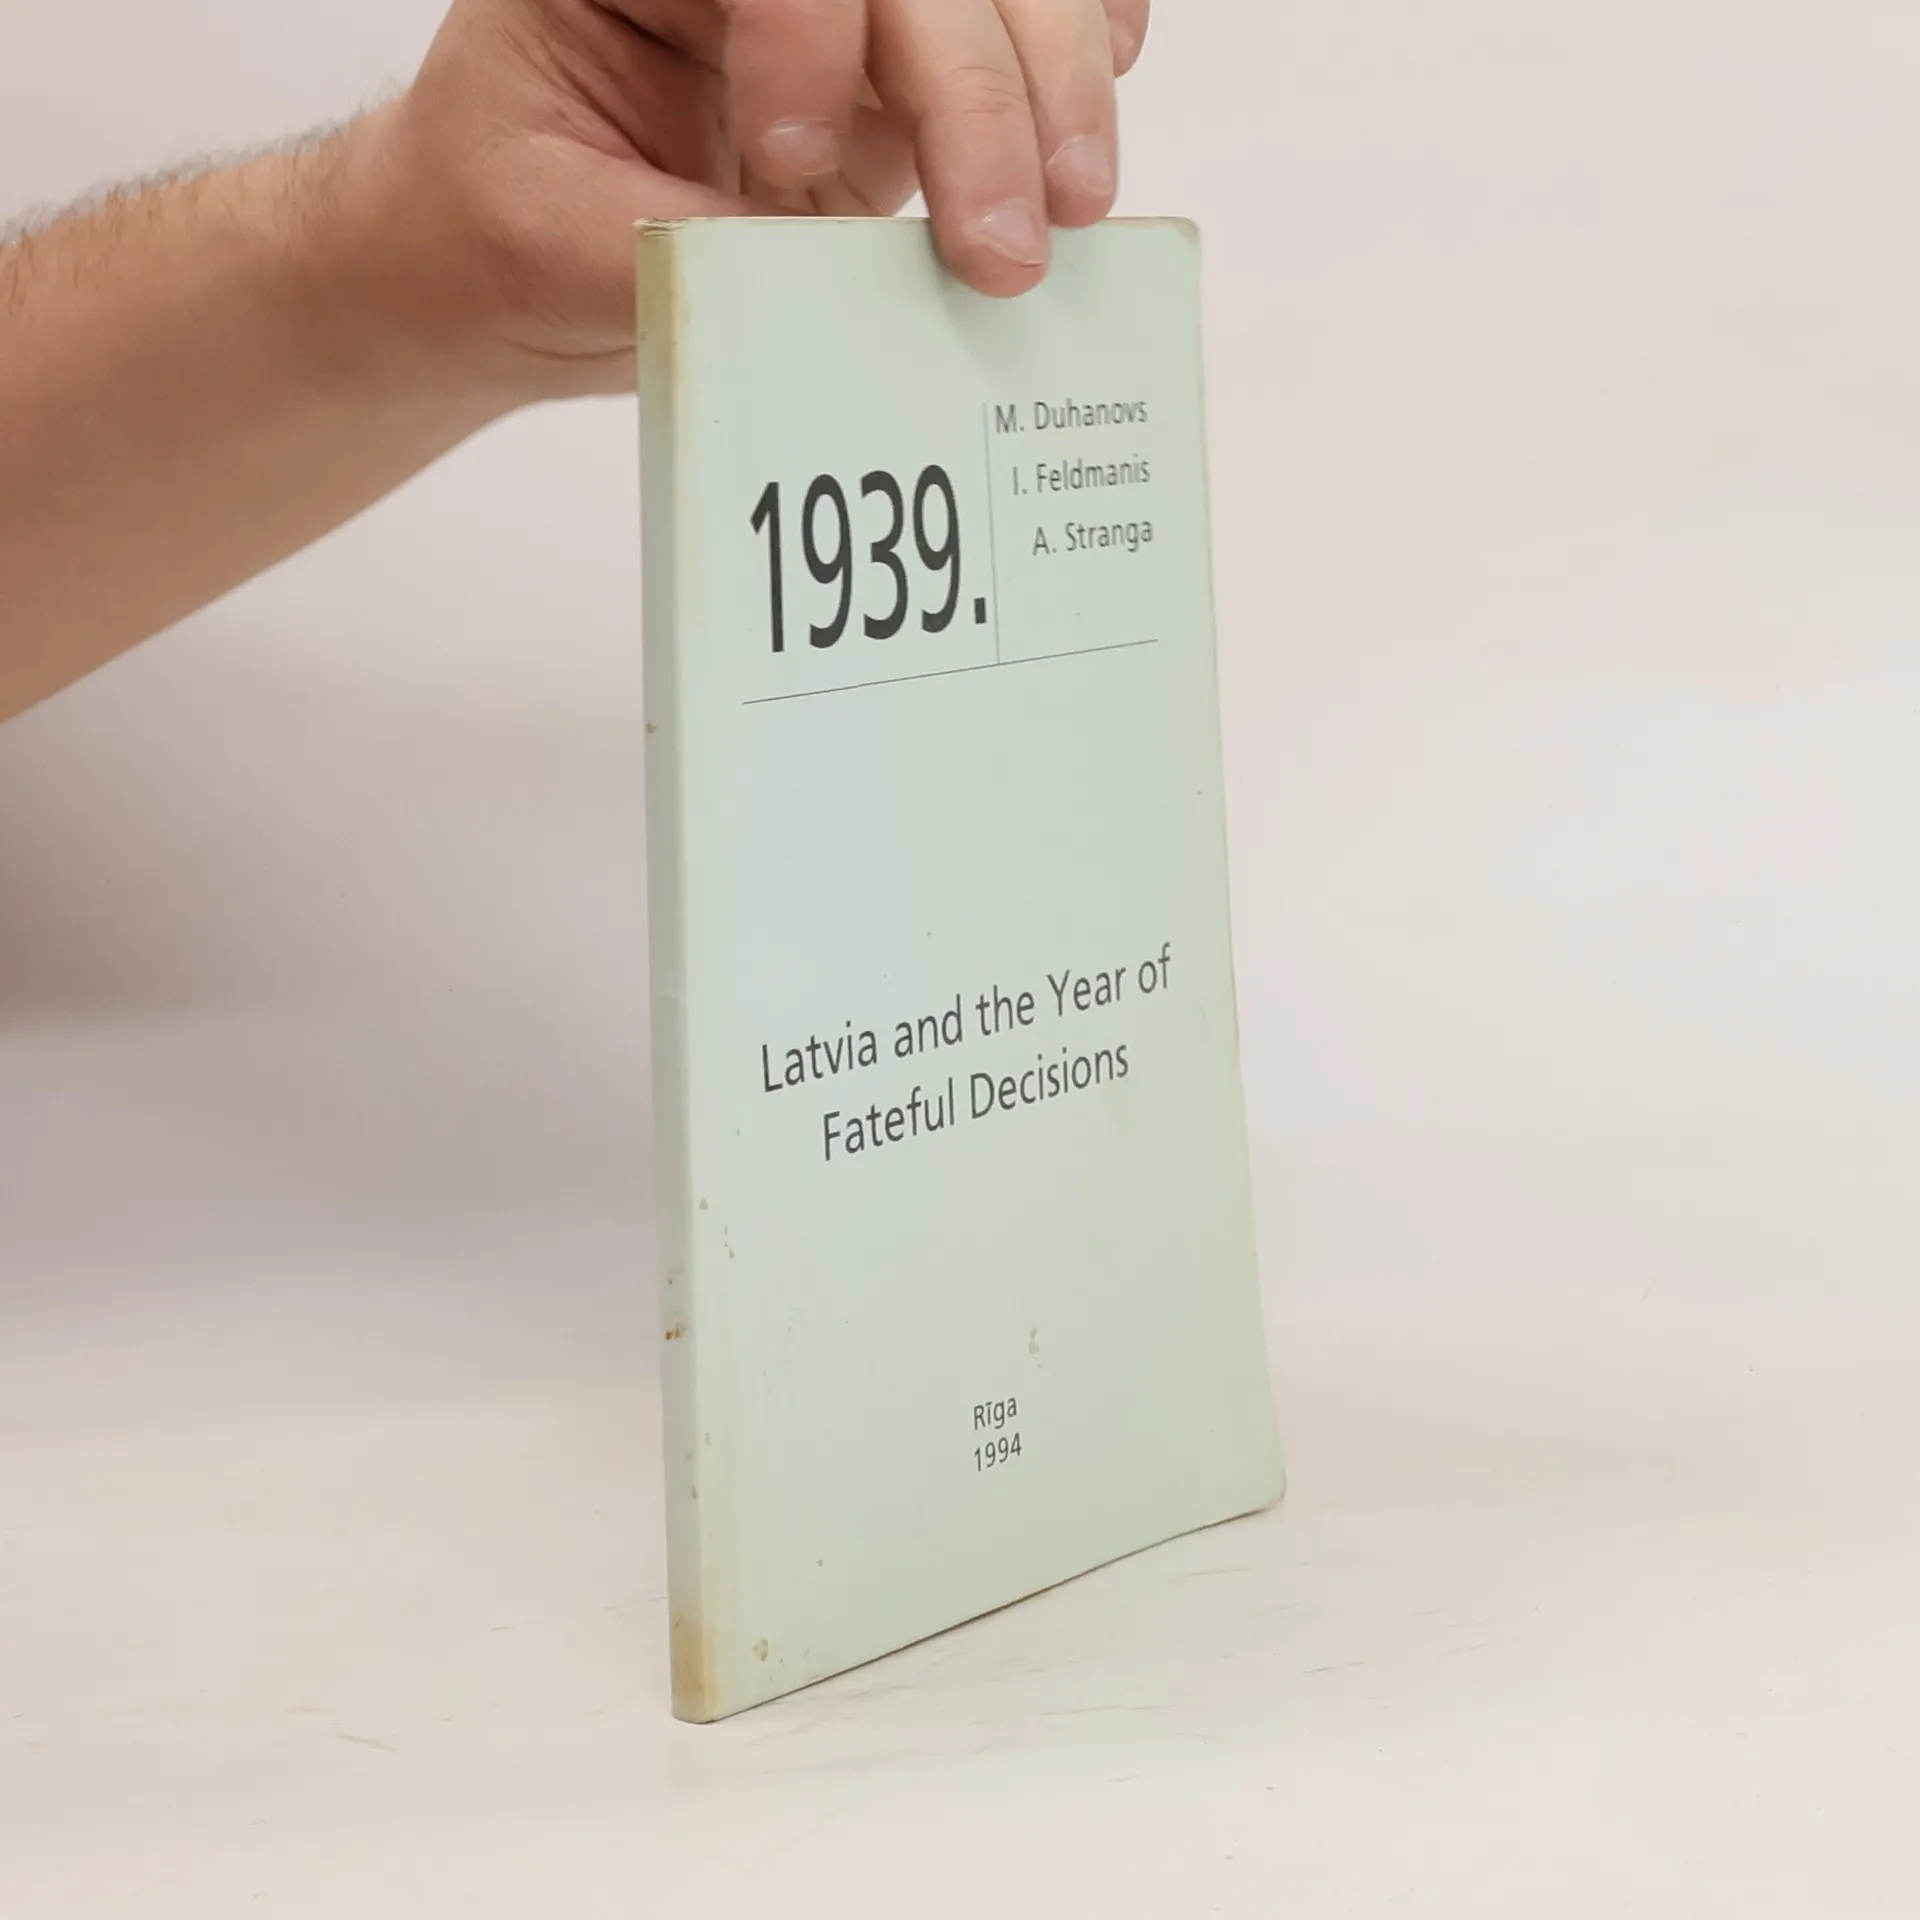 M. Duhanovs
I. Feldmanis
A. Stranga
1939.
Latvia and the Year of
Fateful Decisions
Rīga
1994